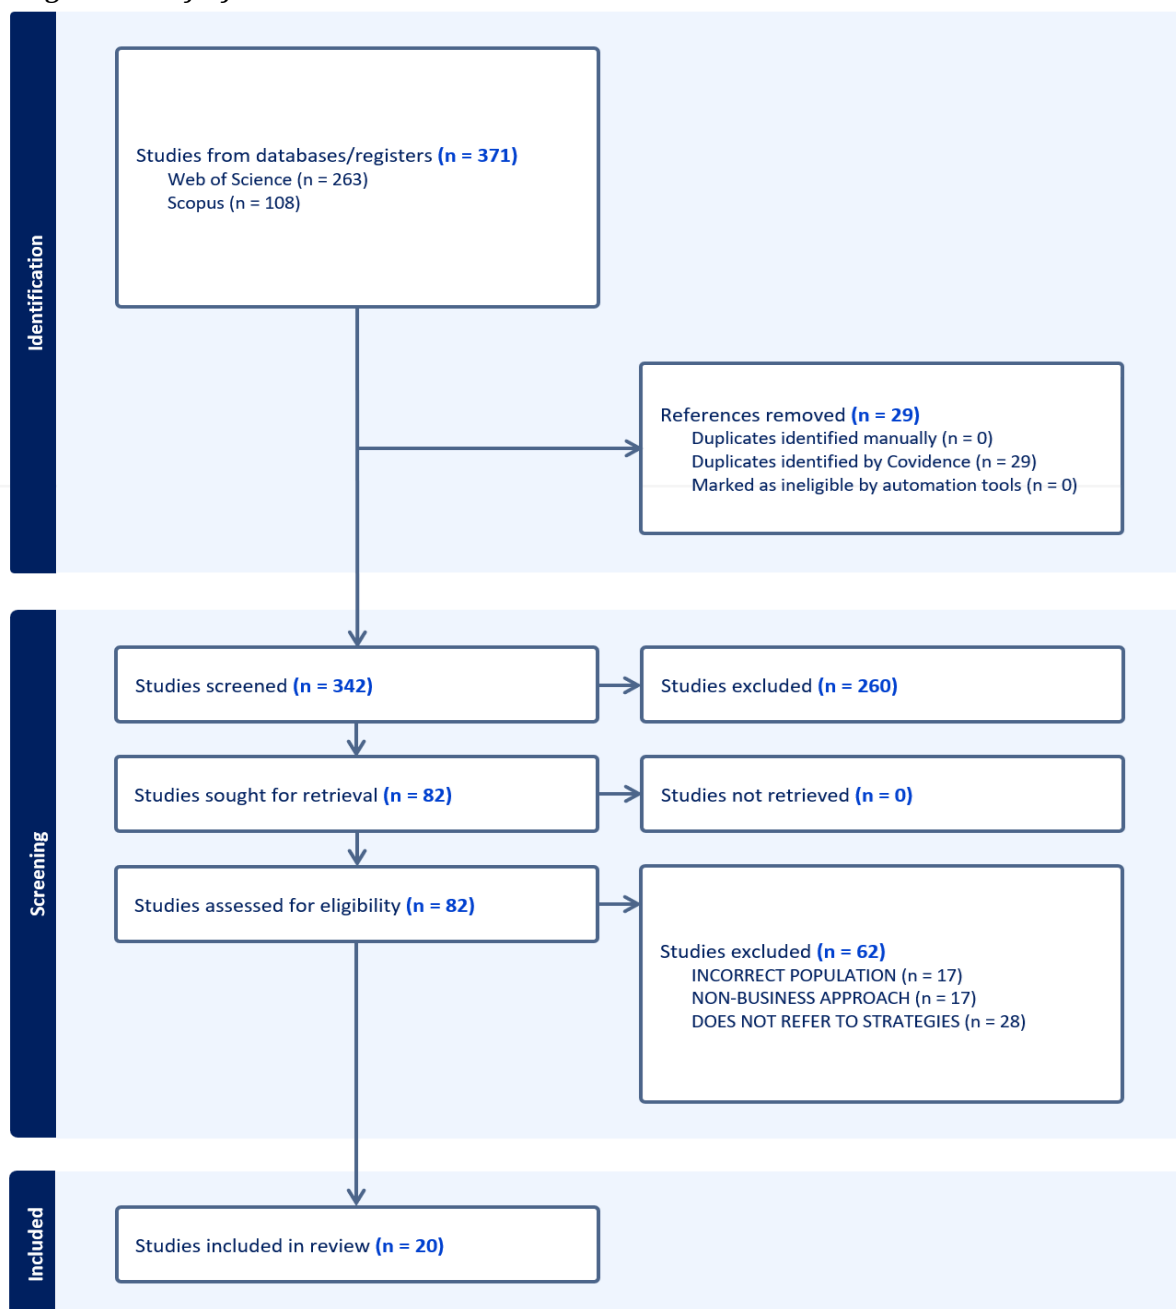 Identification
Studies from databases/registers (n = 371)
Web of Science (n = 263)
Scopus (n = 108)
References removed (n = 29)
Duplicates identified manually (n = 0)
Duplicates identified by Covidence (n = 29)
Marked as ineligible by automation tools (n = 0)
Screening
Studies screened (n = 342)
Studies excluded (n = 260)
Studies sought for retrieval (n = 82)
Studies not retrieved (n = 0)
Studies assessed for eligibility (n = 82)
Studies excluded (n = 62)
INCORRECT POPULATION (n = 17)
NON-BUSINESS APPROACH (n = 17)
DOES NOT REFER TO STRATEGIES (n = 28)
Included
Studies included in review (n = 20)